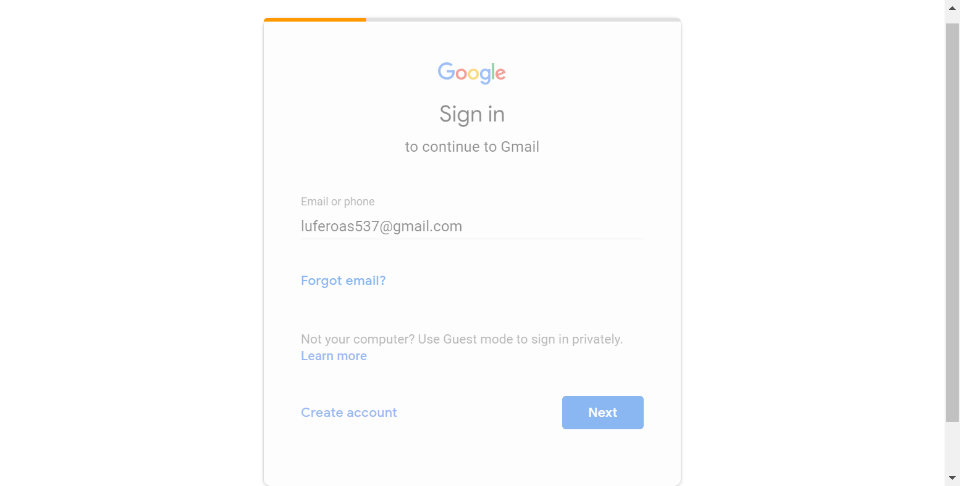 Google
Sign in
to continue to Gmail
Email or phone
luferoas537@gmail.com
Forgot email?
Not your computer? Use Guest mode to sign in privately.
Learn more
Create account
Next